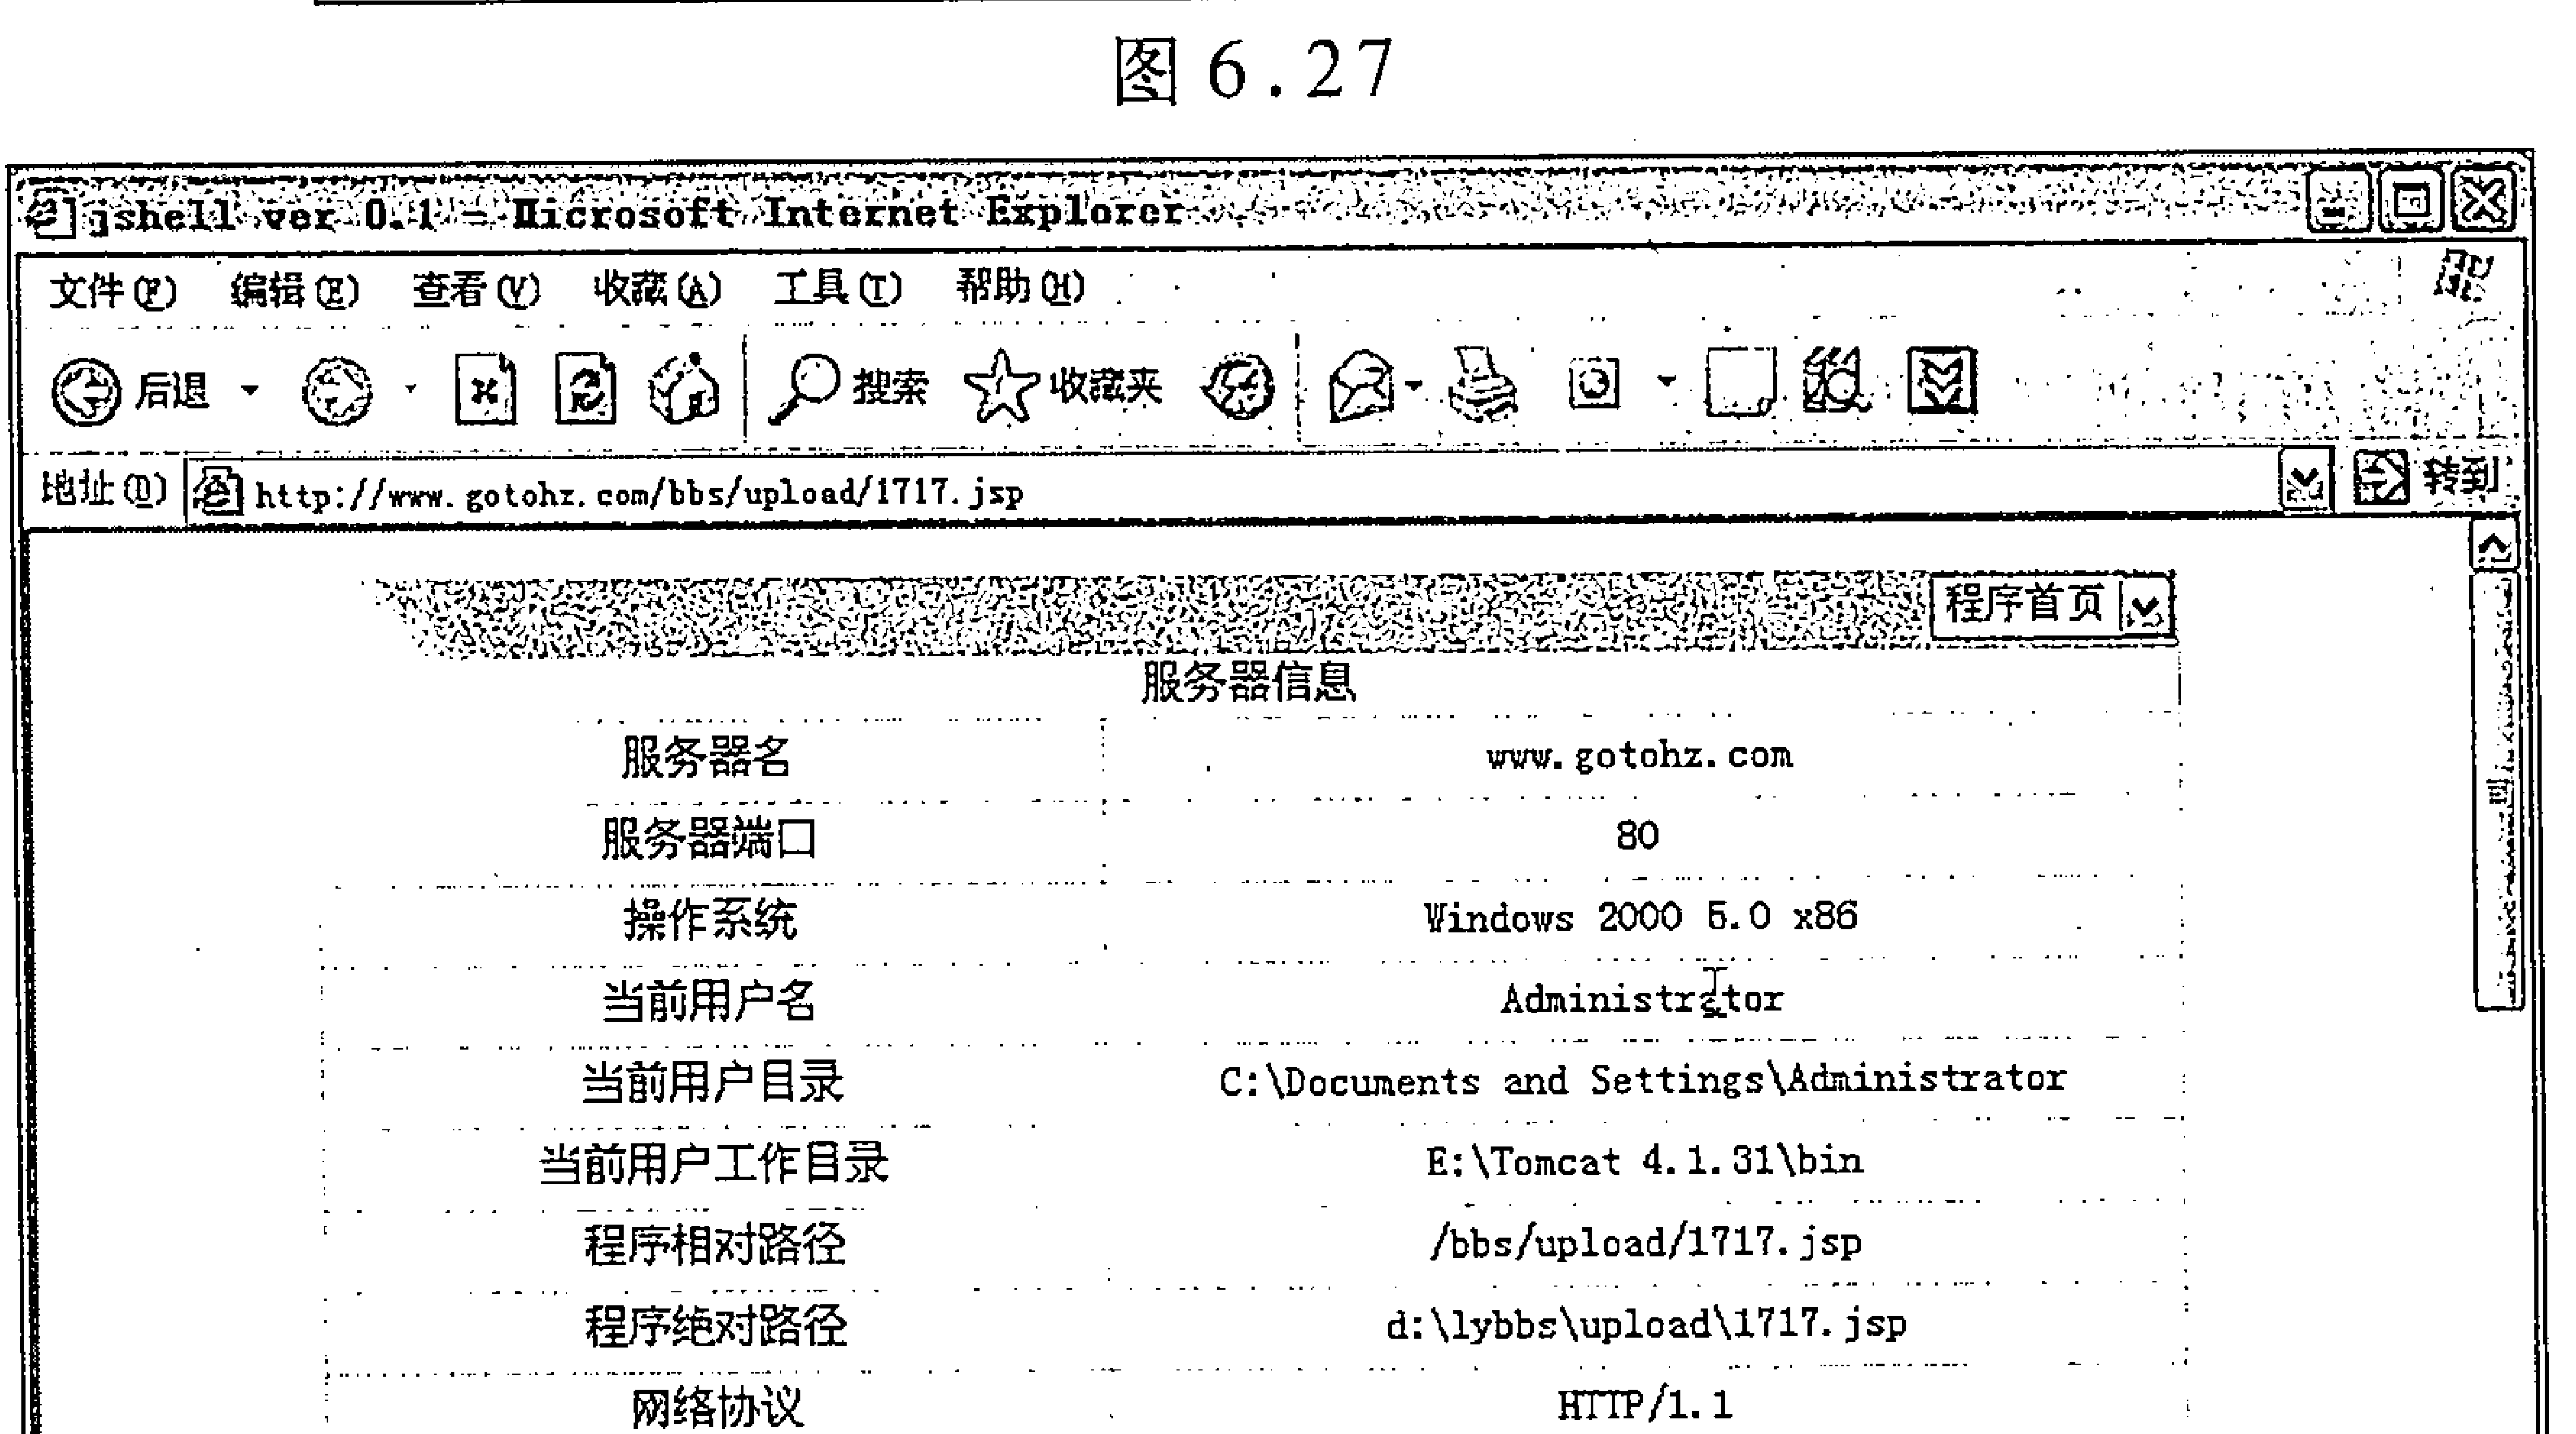 图 6.27
jshell ver 0.1 - Microsoft Internet Explorer
文件(F) 编辑(E) 查看(V) 收藏(A) 工具(T) 帮助(H)
后退 搜索 收藏夹
地址(D) http://www.gotohz.com/bbs/upload/1717.jsp 转到
程序首页
服务器信息
服务器名 www.gotohz.com
服务器端口 80
操作系统 Windows 2000 5.0 x86
当前用户名 Administrator
当前用户目录 C:\Documents and Settings\Administrator
当前用户工作目录 E:\Tomcat 4.1.31\bin
程序相对路径 /bbs/upload/1717.jsp
程序绝对路径 d:\lybbs\upload\1717.jsp
网络协议 HTTP/1.1